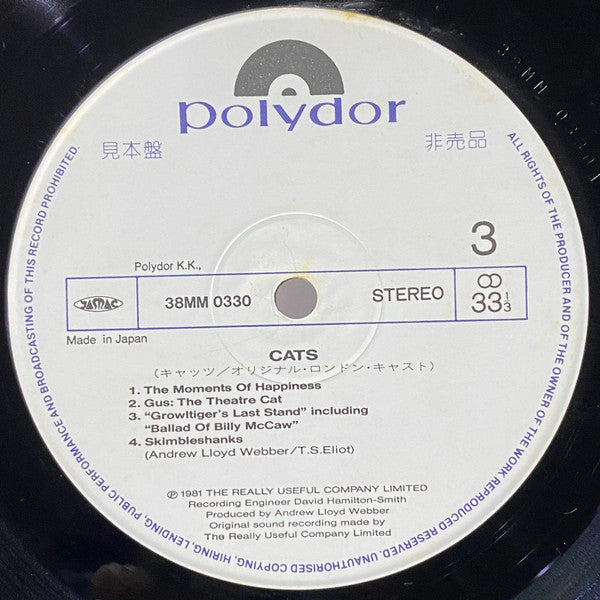 polydor
見本盤
非売品
3
Polydor K.K.,
JASRAC
38MM 0330
STEREO
33 1/3
Made in Japan
CATS
(キャッツ/オリジナル・ロンドン・キャスト)
1. The Moments Of Happiness
2. Gus: The Theatre Cat
3. “Growltiger's Last Stand” including
“Ballad Of Billy McCaw”
4. Skimbleshanks
(Andrew Lloyd Webber/T.S.Eliot)
Ⓟ 1981 THE REALLY USEFUL COMPANY LIMITED
Recording Engineer David Hamilton-Smith
Produced by Andrew Lloyd Webber
Original sound recording made by
The Really Useful Company Limited
ALL RIGHTS OF THE PRODUCER AND OF THE OWNER OF THE WORK REPRODUCED RESERVED. UNAUTHORISED COPYING, HIRING, LENDING, PUBLIC PERFORMANCE AND BROADCASTING OF THIS RECORD PROHIBITED.